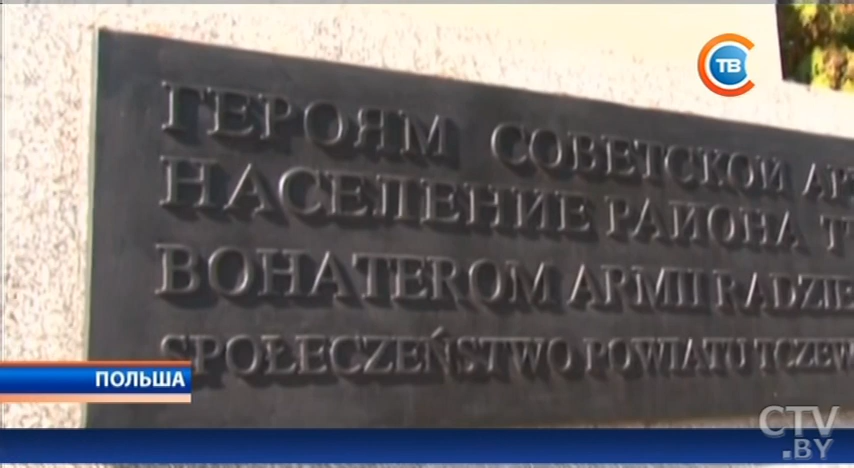 ТВ
ГЕРОЯМ СОВЕТСКОЙ
НАСЕЛЕНИЕ РАЙОНА
BOHATEROM ARMII
SPOŁECZEŃSTWO POWIATU
ПОЛЬША
CTV
.BY